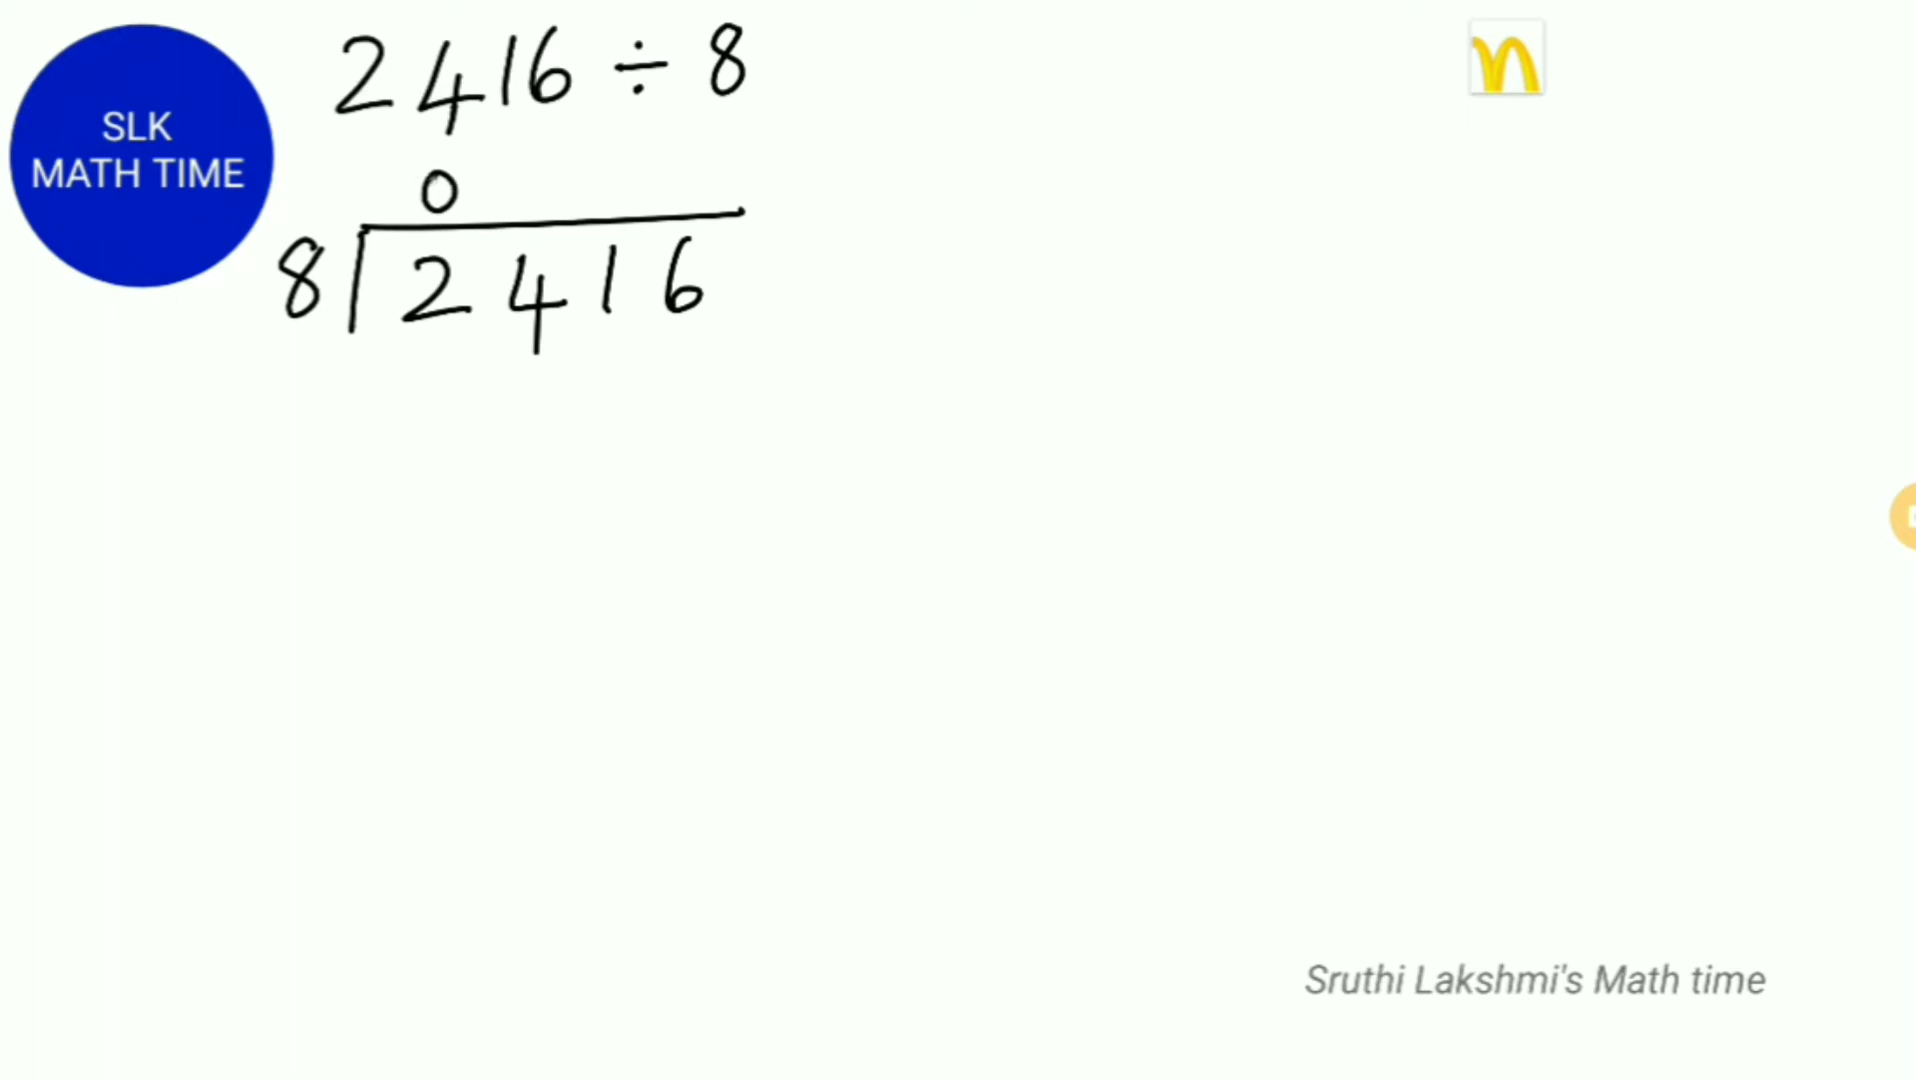 2416 ÷ 8
SLK
MATH TIME
0
8 2416
Sruthi Lakshmi's Math time